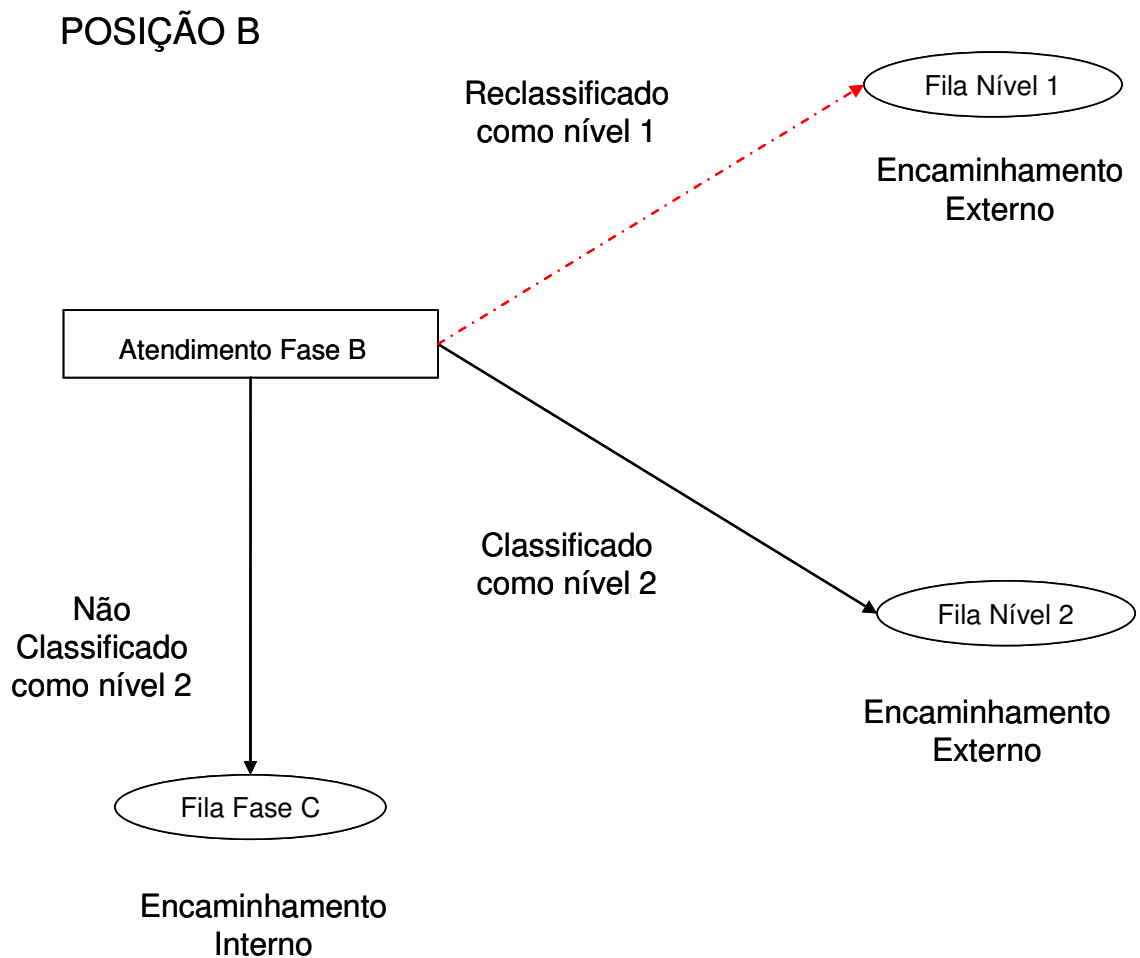 POSIÇÃO B
Reclassificado
como nível 1
Fila Nível 1
Encaminhamento
Externo
Atendimento Fase B
Classificado
como nível 2
Fila Nível 2
Encaminhamento
Externo
Não
Classificado
como nível 2
Fila Fase C
Encaminhamento
Interno